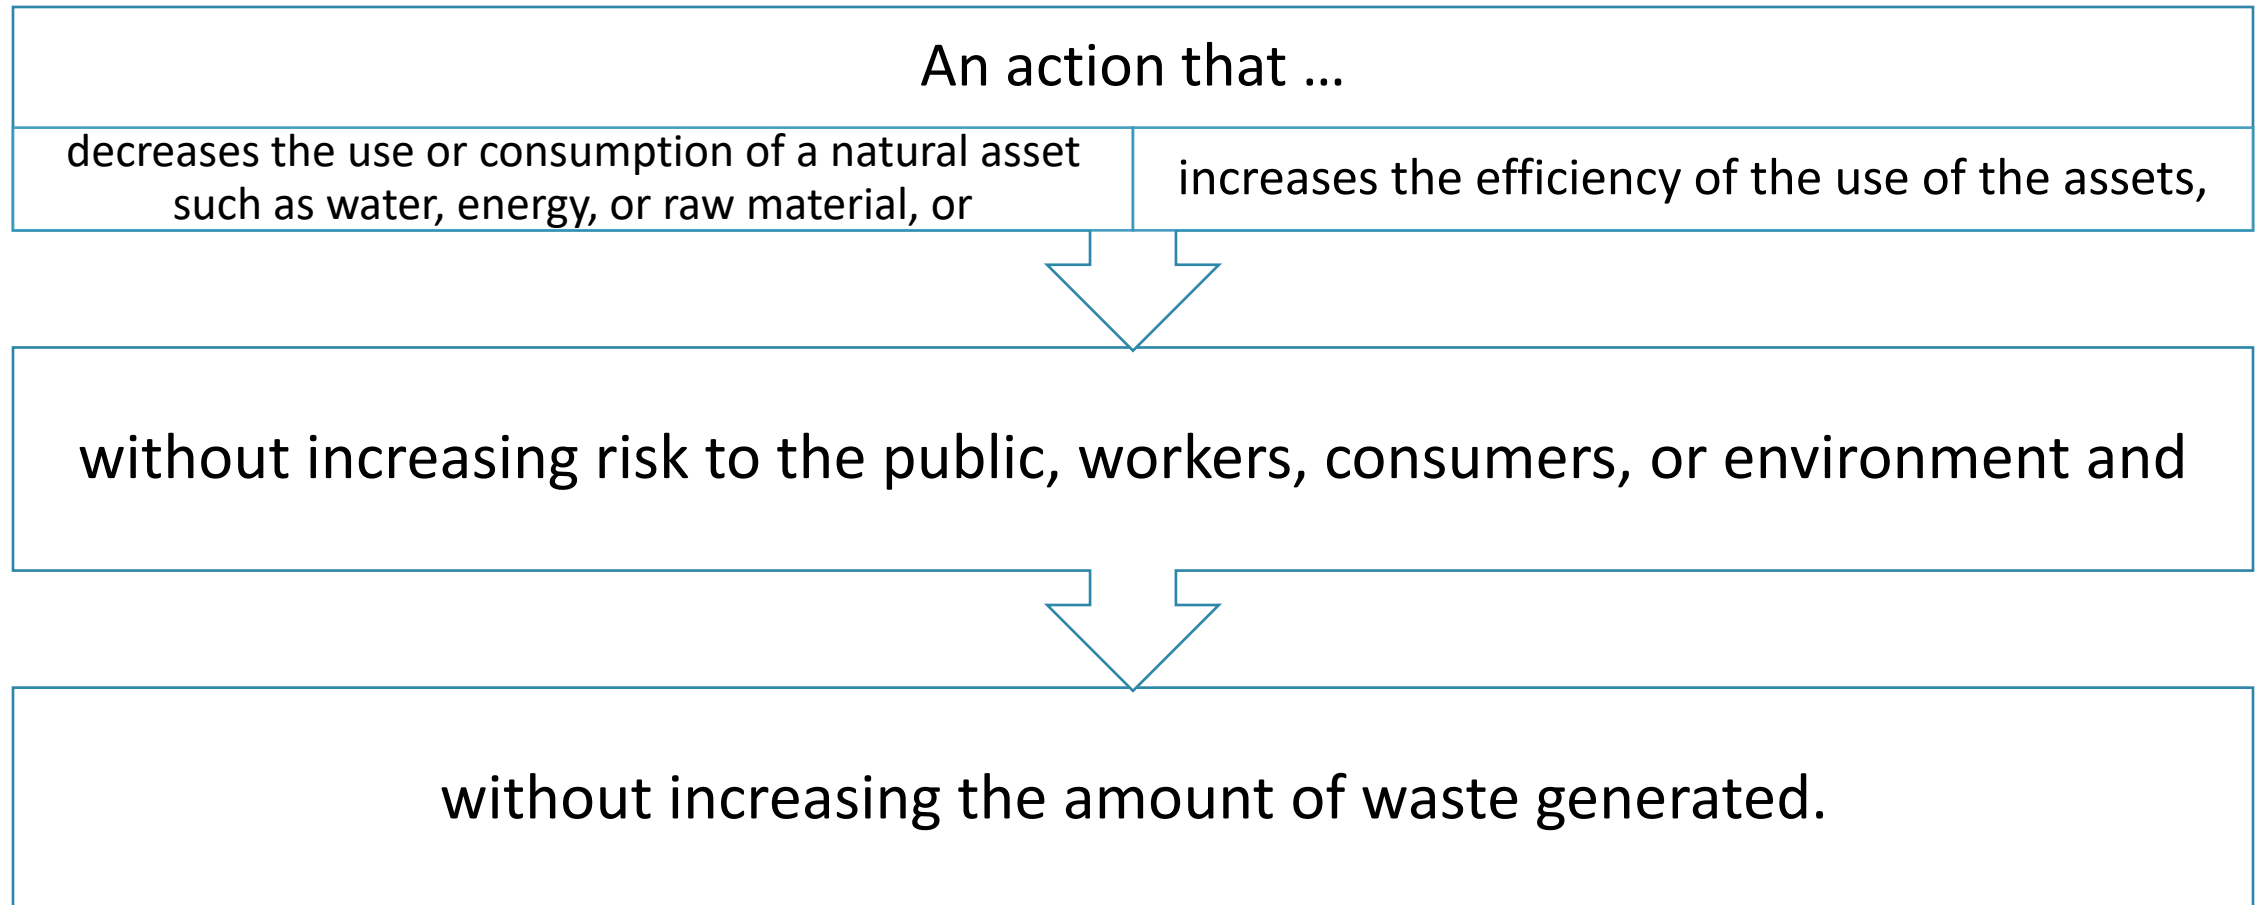 An action that …
decreases the use or consumption of a natural asset
such as water, energy, or raw material, or
increases the efficiency of the use of the assets,
without increasing risk to the public, workers, consumers, or environment and
without increasing the amount of waste generated.